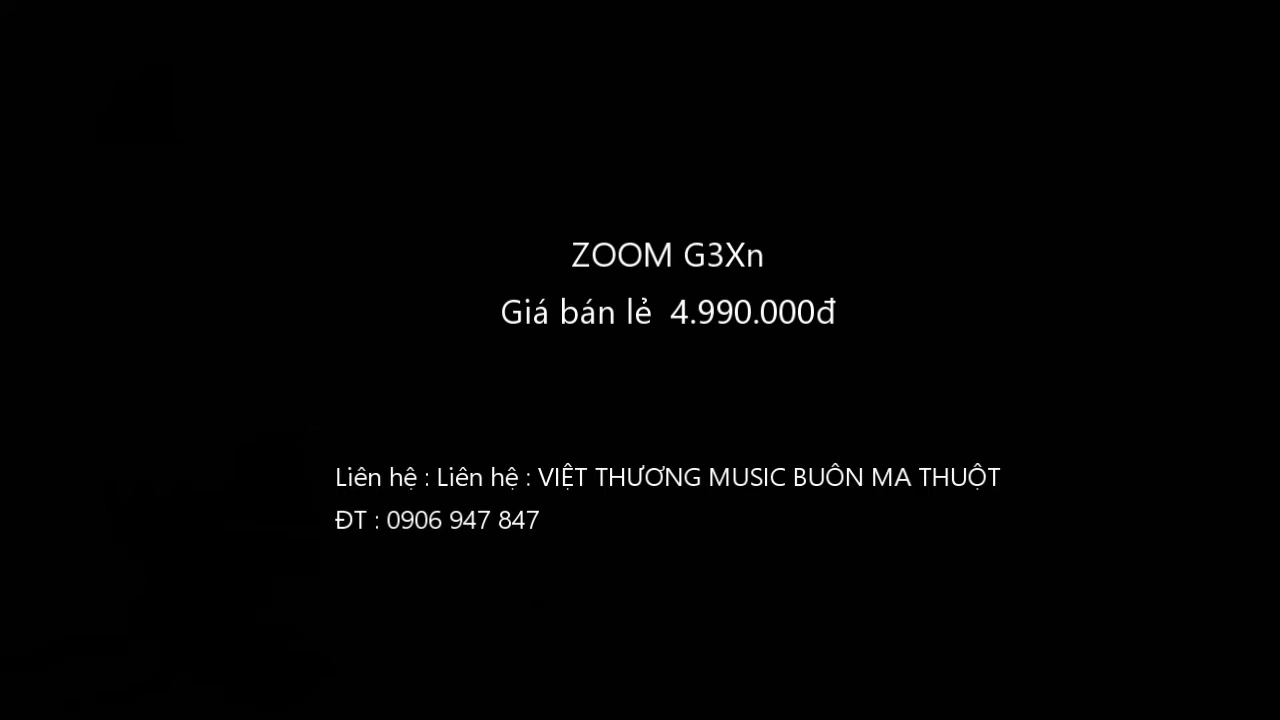 ZOOM G3Xn
Giá bán lẻ 4.990.000đ
Liên hệ : Liên hệ : VIỆT THƯƠNG MUSIC BUÔN MA THUỘT
ĐT : 0906 947 847